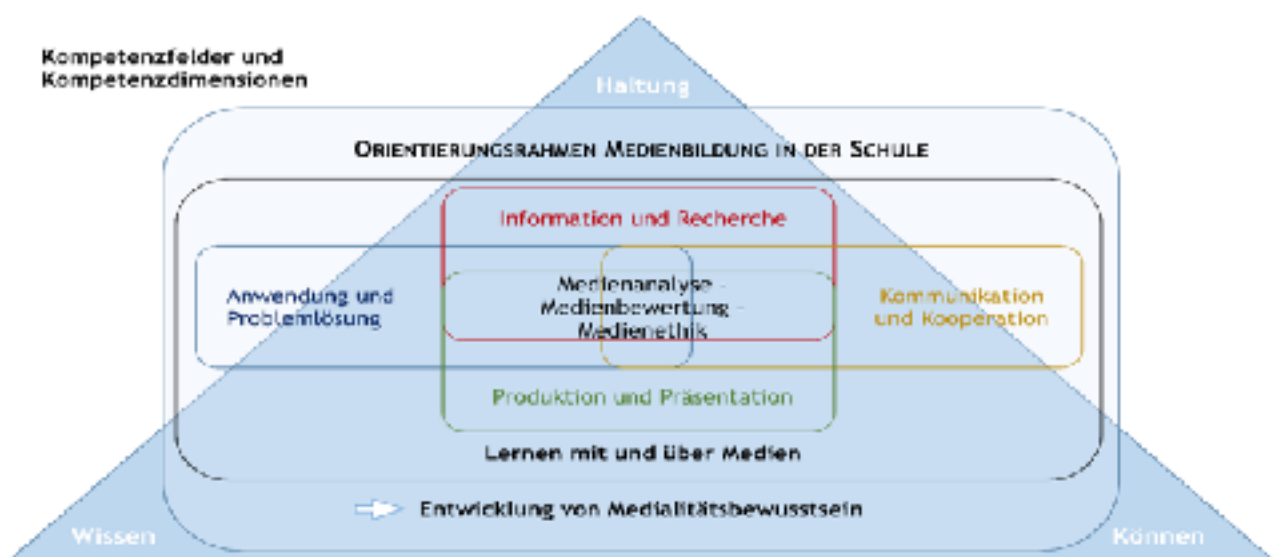 Kompetenzfelder und
Kompetenzdimensionen
Haltung
ORIENTIERUNGSRAHMEN MEDIENBILDUNG IN DER SCHULE
Information und Recherche
Anwendung und
Problemlösung
Medienanalyse -
Medienbewertung -
Medienethik
Kommunikation
und Kooperation
Produktion und Präsentation
Lernen mit und über Medien
Entwicklung von Medialitätsbewusstsein
Wissen
Können